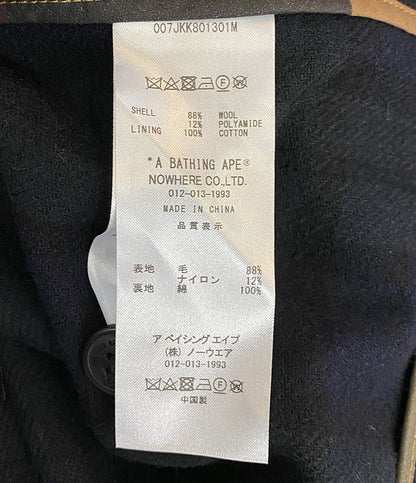 007JKK801301M
SHELL 88% WOOL
12% POLYAMIDE
LINING 100% COTTON
"A BATHING APE®
NOWHERE CO.,LTD.
012-013-1993
MADE IN CHINA
品質表示
表地 毛 88%
ナイロン 12%
裏地 綿 100%
ア ベイシング エイプ
(株) ノーウエア
012-013-1993
中国製